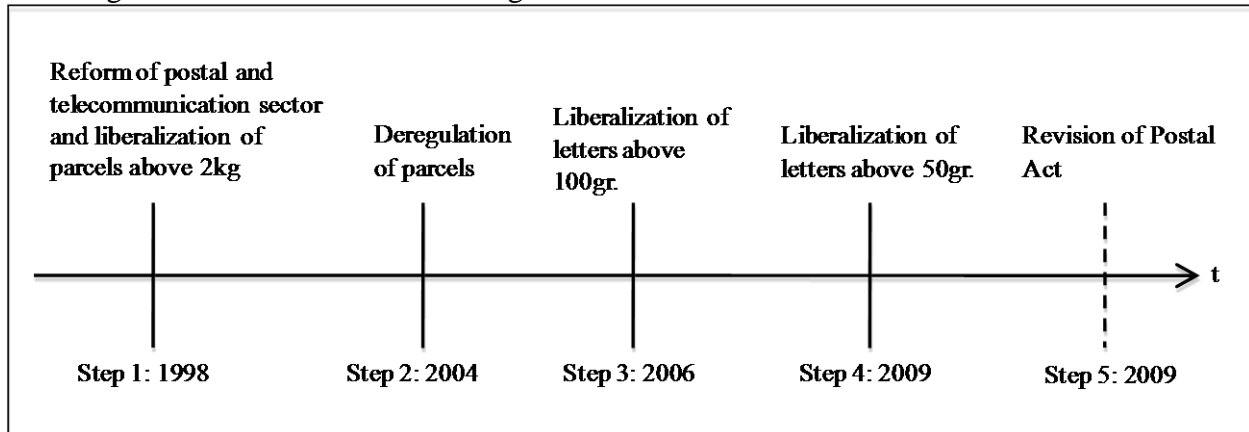 Reform of postal and
telecommunication sector
and liberalization of
parcels above 2kg
Deregulation
of parcels
Liberalization of
letters above
100gr.
Liberalization of
letters above 50gr.
Revision of Postal
Act
t
Step 1: 1998
Step 2: 2004
Step 3: 2006
Step 4: 2009
Step 5: 2009